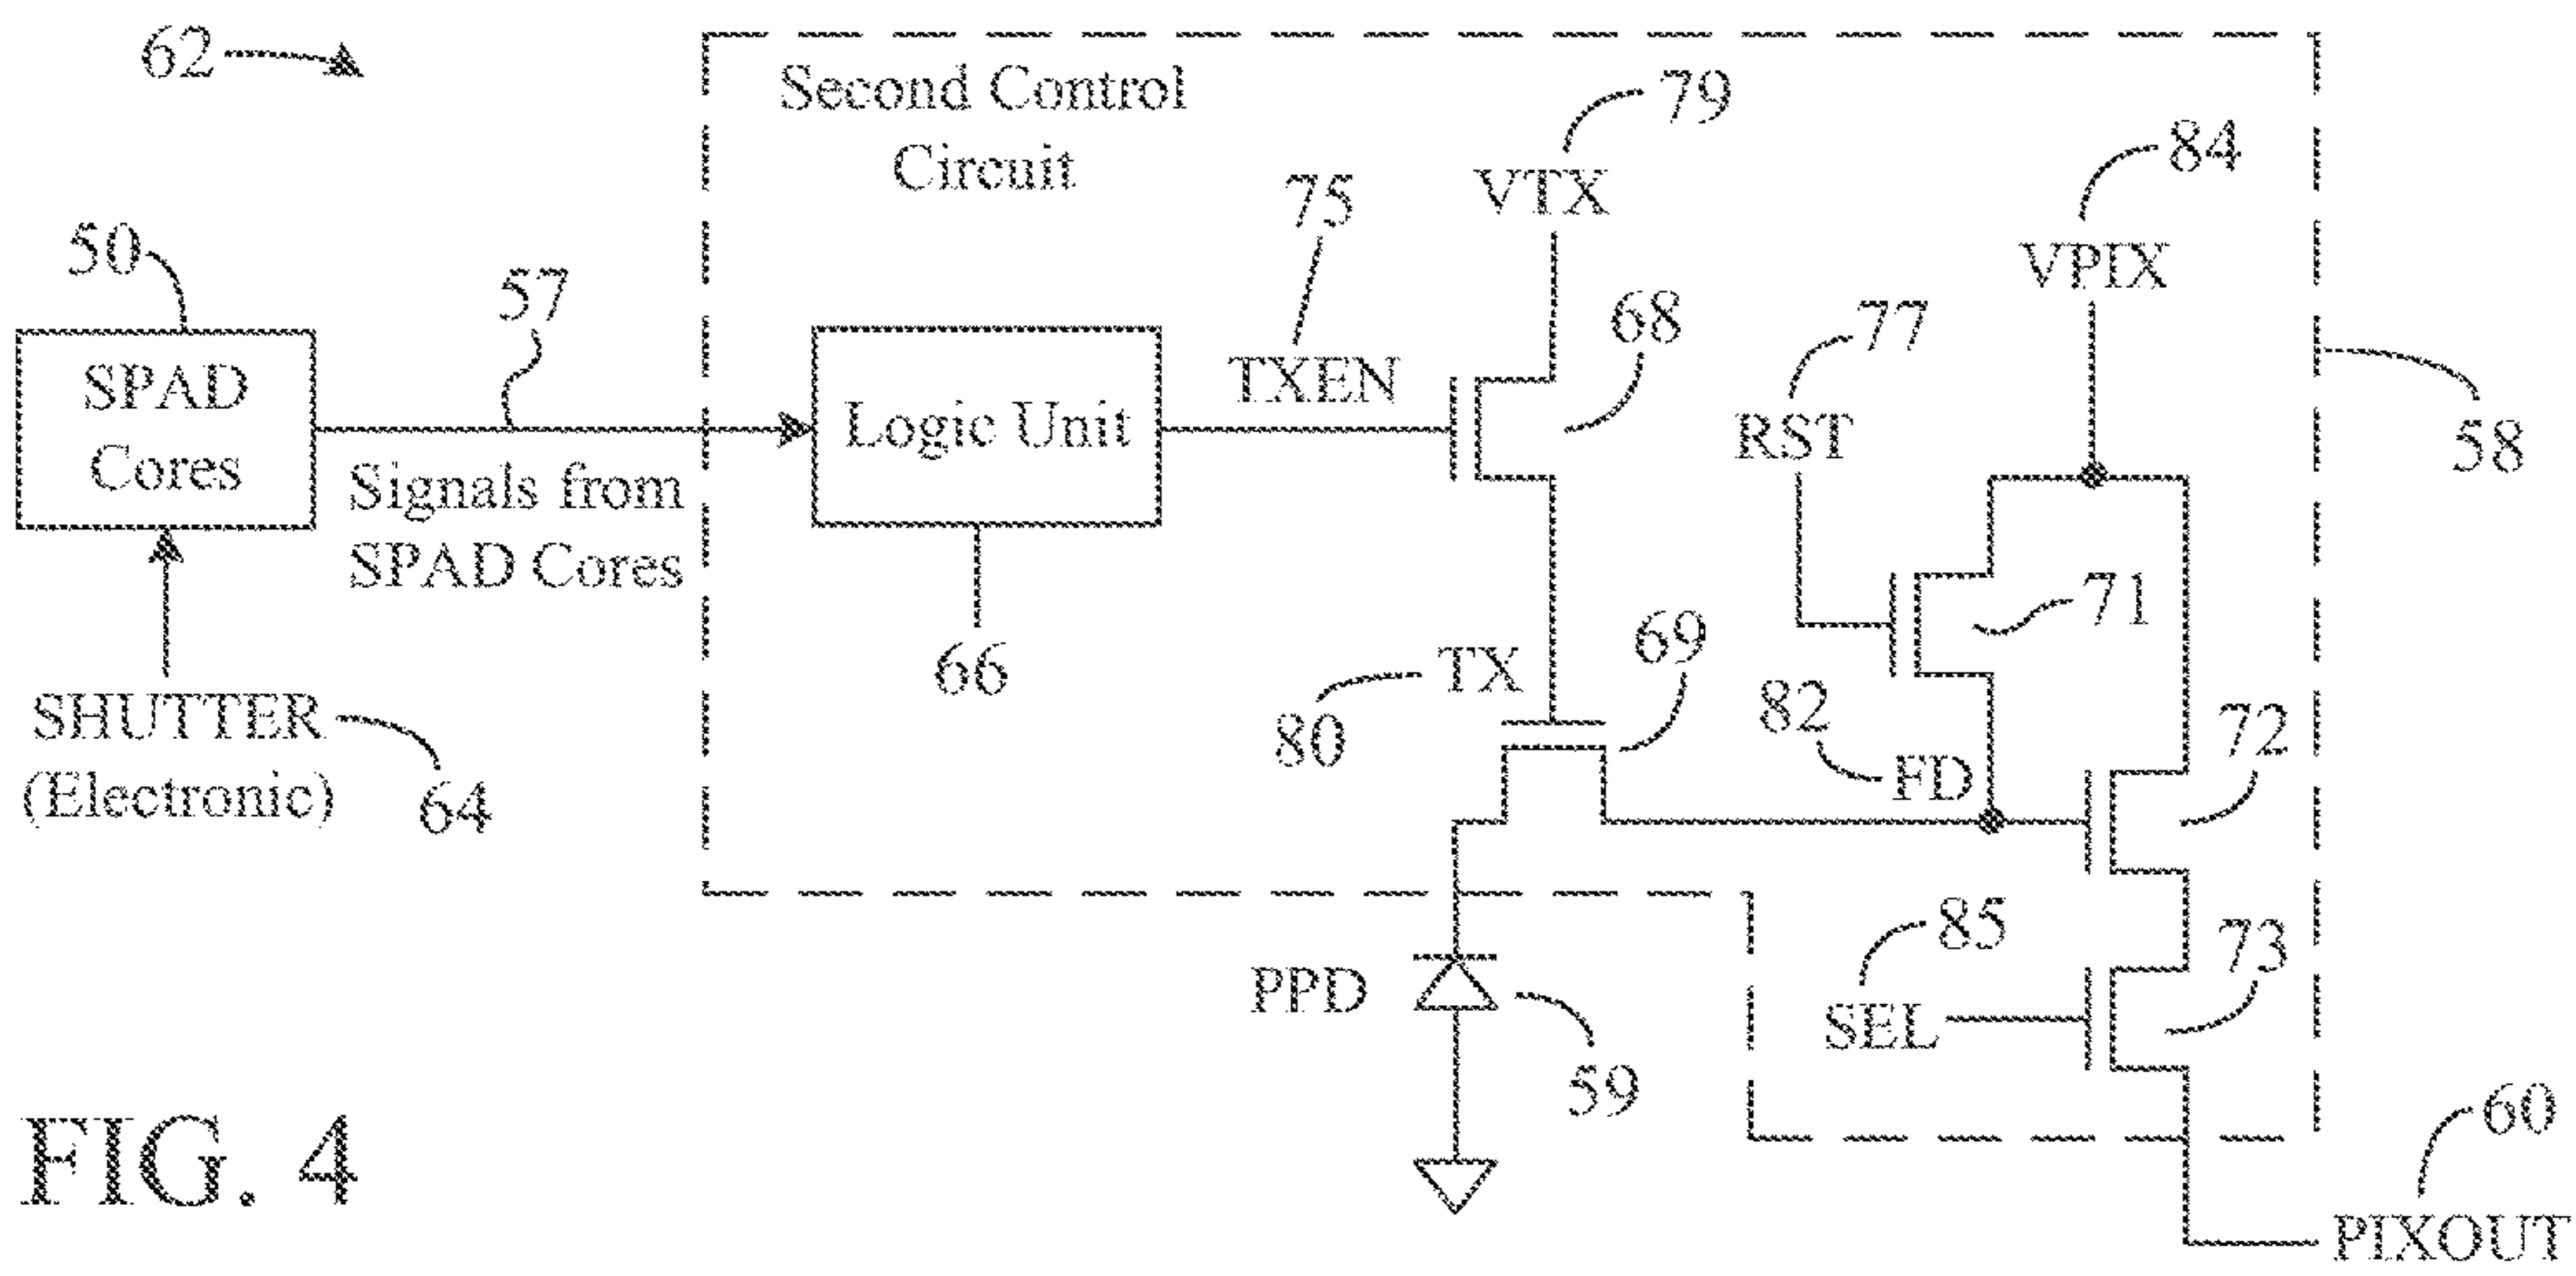 62
Second Control
Circuit
79
VTX
84
VPIX
75
TXEN
50
SPAD
Cores
57
Signals from
SPAD Cores
Logic Unit
66
68
77
RST
58
71
SHUTTER
(Electronic)
64
TX
80
69
82
FD
72
85
SEL
73
PPD
59
60
PIXOUT
FIG. 4